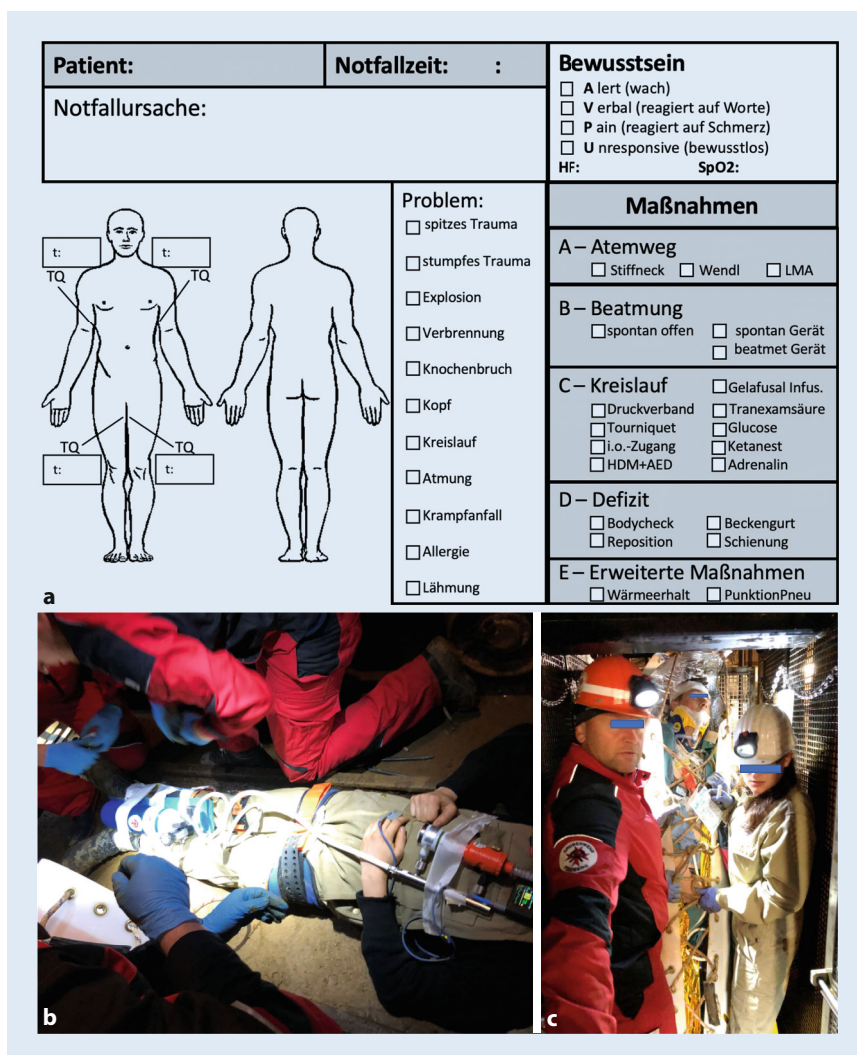 Patient:
Notfallzeit: :
Notfallursache:
Bewusstsein
A lert (wach)
V erbal (reagiert auf Worte)
P ain (reagiert auf Schmerz)
U nresponsive (bewusstlos)
HF: SpO2:
t: t:
TQ TQ
TQ TQ
t: t:
Problem:
spitzes Trauma
stumpfes Trauma
Explosion
Verbrennung
Knochenbruch
Kopf
Kreislauf
Atmung
Krampfanfall
Allergie
Lähmung
Maßnahmen
A – Atemweg
Stiffneck Wendl LMA
B – Beatmung
spontan offen spontan Gerät
beatmet Gerät
C – Kreislauf Gelafusal Infus.
Druckverband Tranexamsäure
Tourniquet Glucose
i.o.-Zugang Ketanest
HDM+AED Adrenalin
D – Defizit
Bodycheck Beckengurt
Reposition Schienung
E – Erweiterte Maßnahmen
Wärmeerhalt PunktionPneu
a
b
c